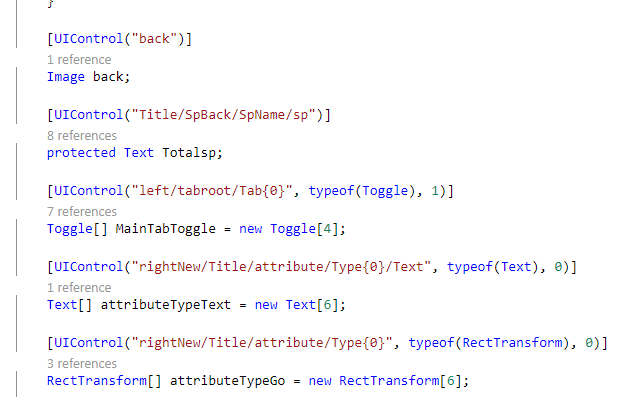 }
[UIControl("back")]
1 reference
Image back;
[UIControl("Title/SpBack/SpName/sp")]
8 references
protected Text Totalsp;
[UIControl("left/tabroot/Tab{0}", typeof(Toggle), 1)]
7 references
Toggle[] MainTabToggle = new Toggle[4];
[UIControl("rightNew/Title/attribute/Type{0}/Text", typeof(Text), 0)]
1 reference
Text[] attributeTypeText = new Text[6];
[UIControl("rightNew/Title/attribute/Type{0}", typeof(RectTransform), 0)]
3 references
RectTransform[] attributeTypeGo = new RectTransform[6];